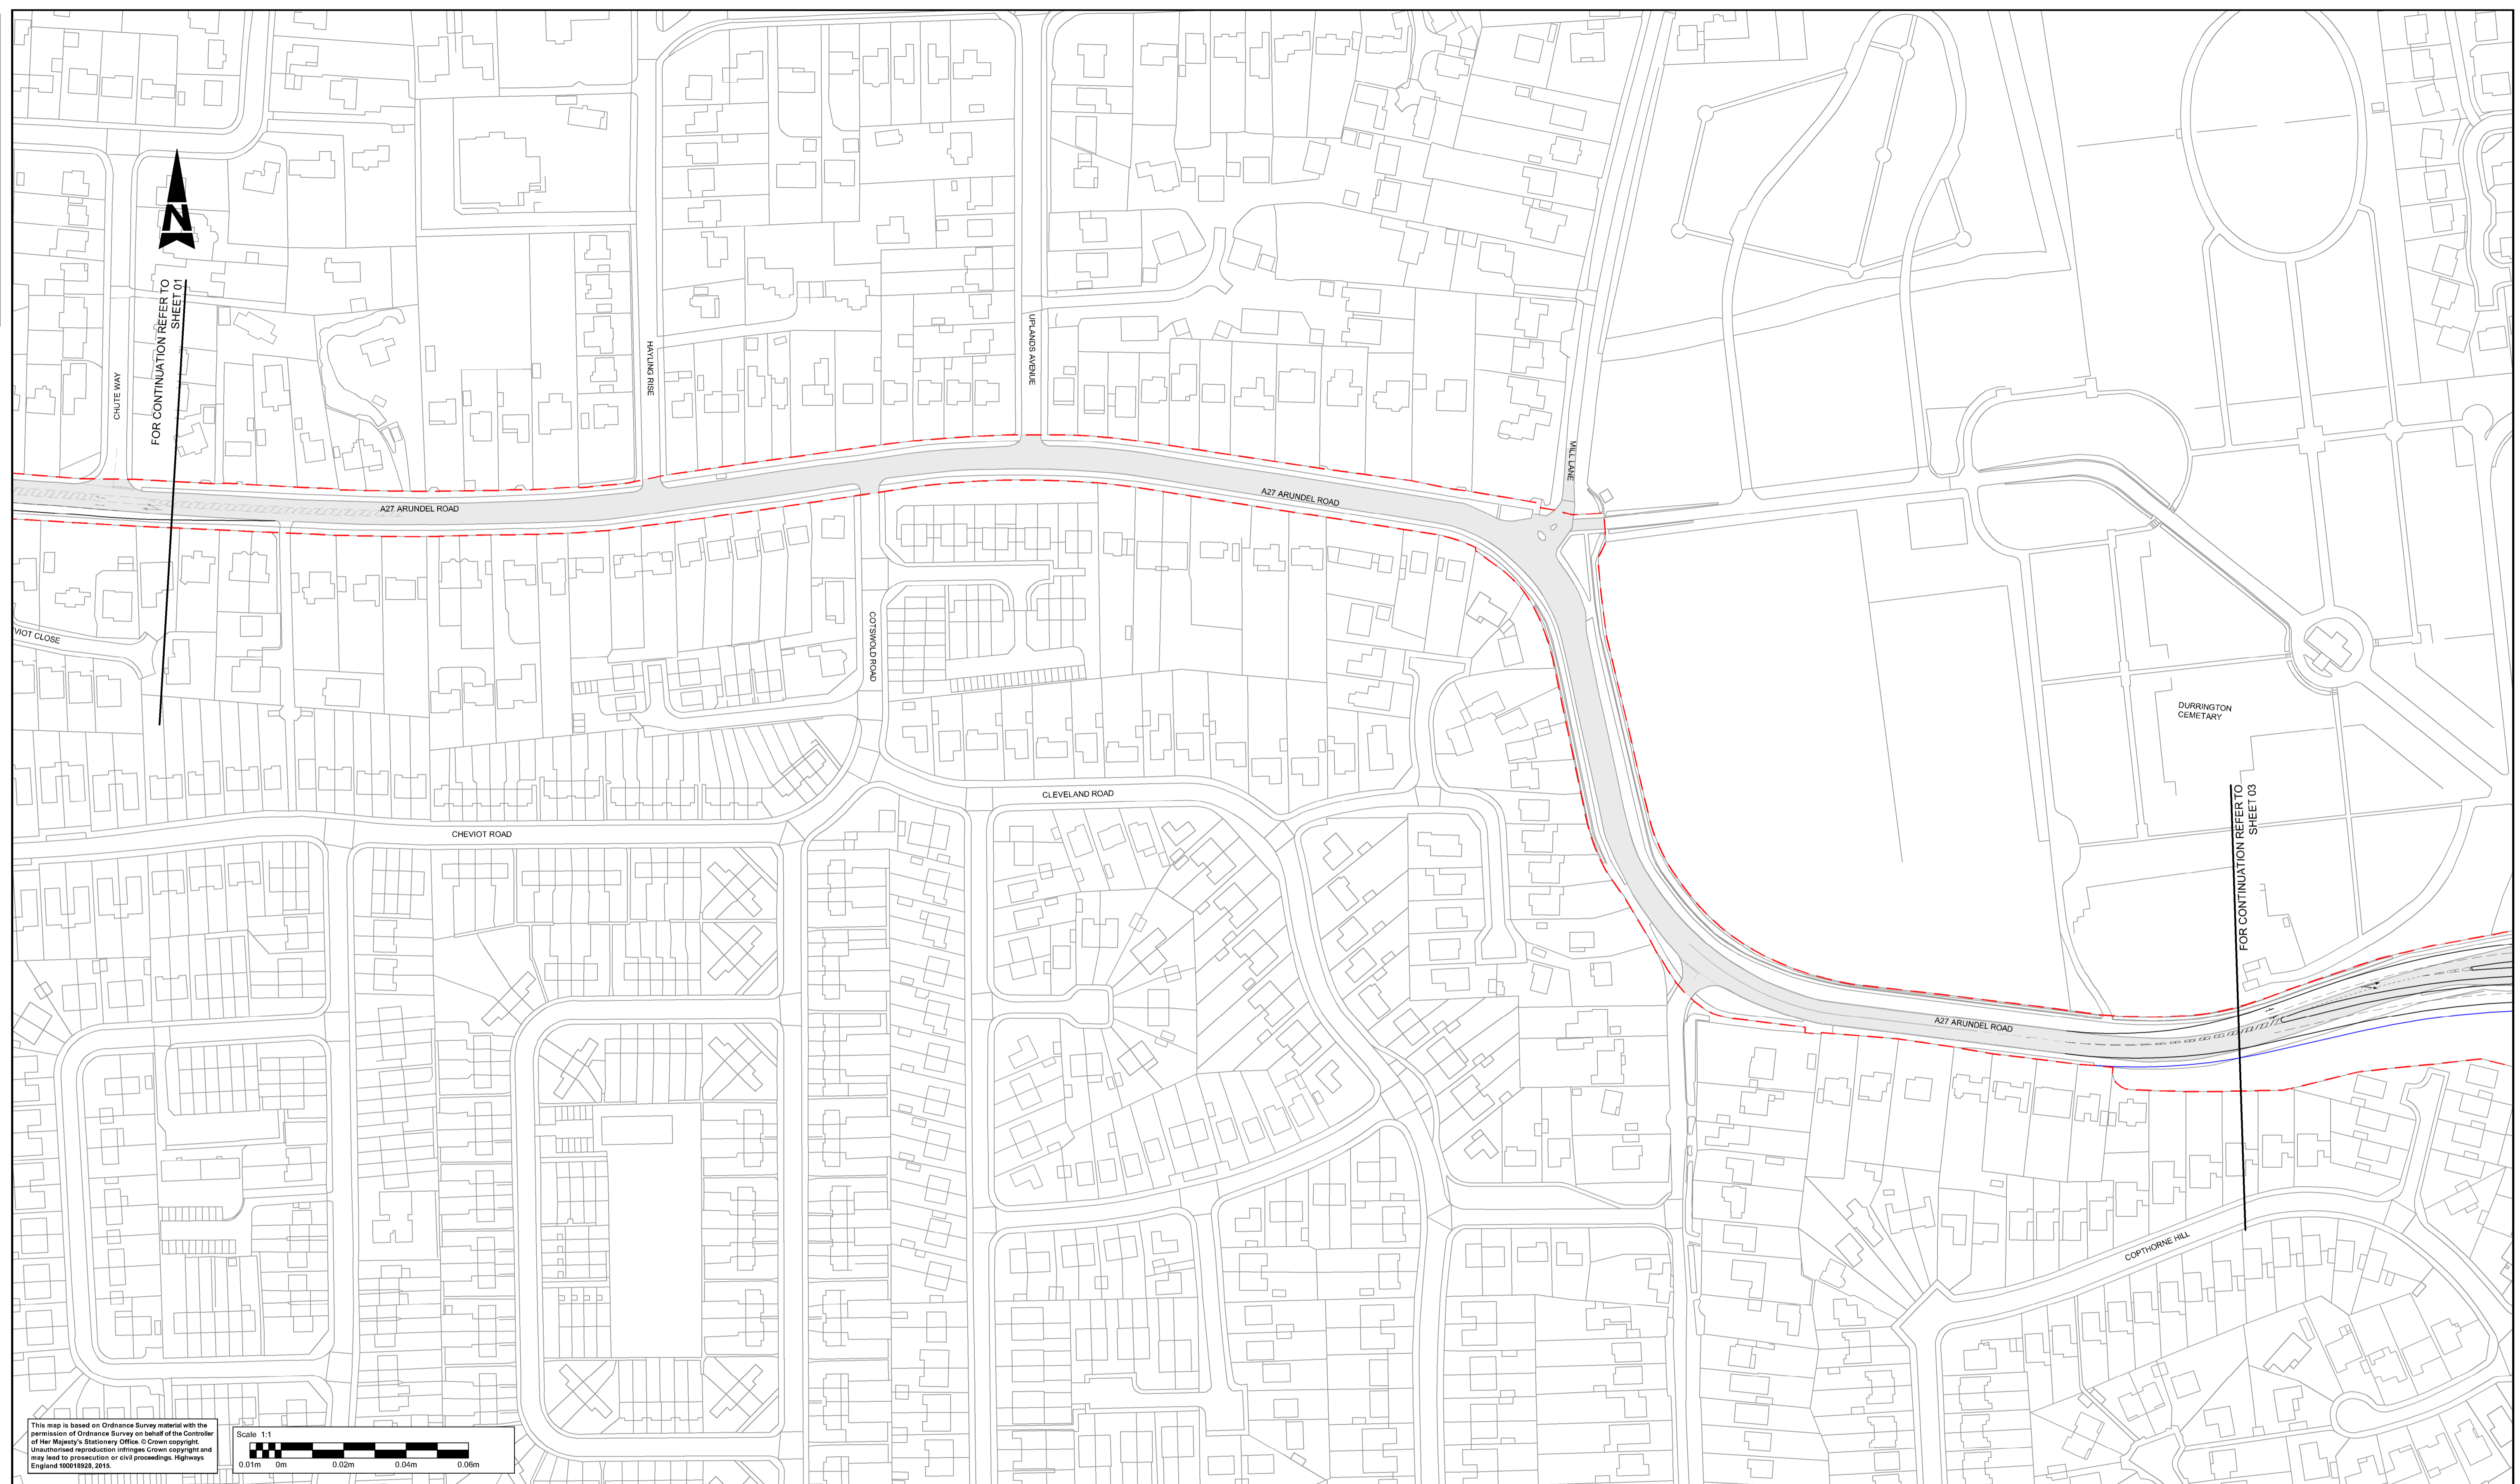 N
FOR CONTINUATION REFER TO
SHEET 01
CHUTE WAY
HAYLING RISE
UPLANDS AVENUE
MILL LANE
A27 ARUNDEL ROAD
A27 ARUNDEL ROAD
VIOT CLOSE
COTSWOLD ROAD
DURRINGTON
CEMETARY
CLEVELAND ROAD
CHEVIOT ROAD
FOR CONTINUATION REFER TO
SHEET 03
A27 ARUNDEL ROAD
COPTHORNE HILL
This map is based on Ordnance Survey material with the
permission of Ordnance Survey on behalf of the Controller
of Her Majesty's Stationery Office. © Crown copyright.
Unauthorised reproduction infringes Crown copyright and
may lead to prosecution or civil proceedings. Highways
England 100018928, 2015.
Scale 1:1
0.01m 0m 0.02m 0.04m 0.06m